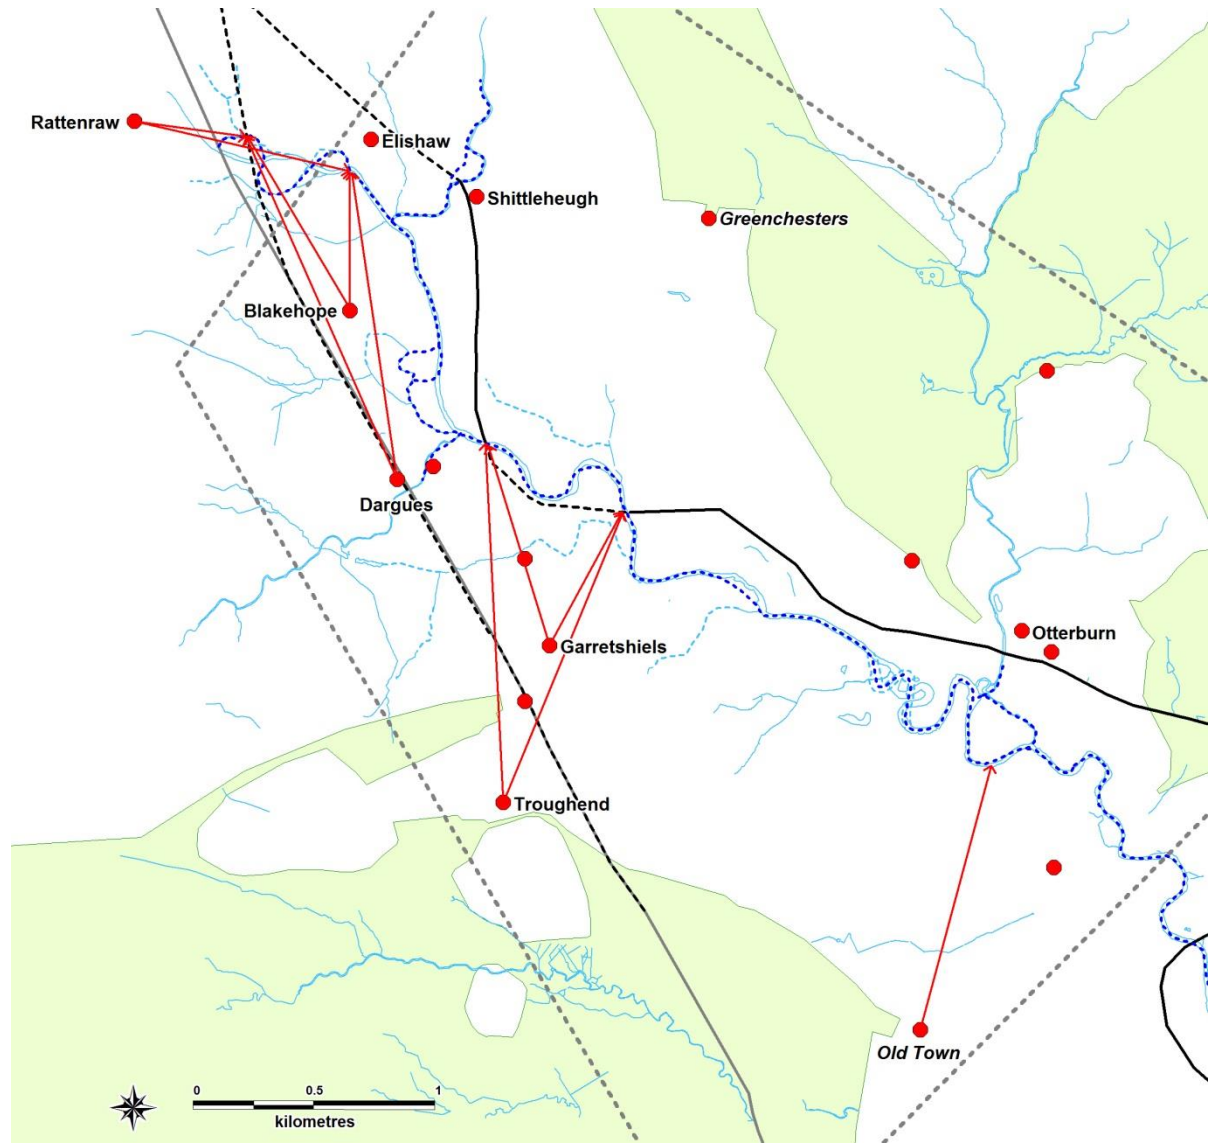 Rattenraw
Elishaw
Shittleheugh
Greenchesters
Blakehope
Dargues
Garretshiels
Otterburn
Troughend
Old Town
0 0.5 1
kilometres